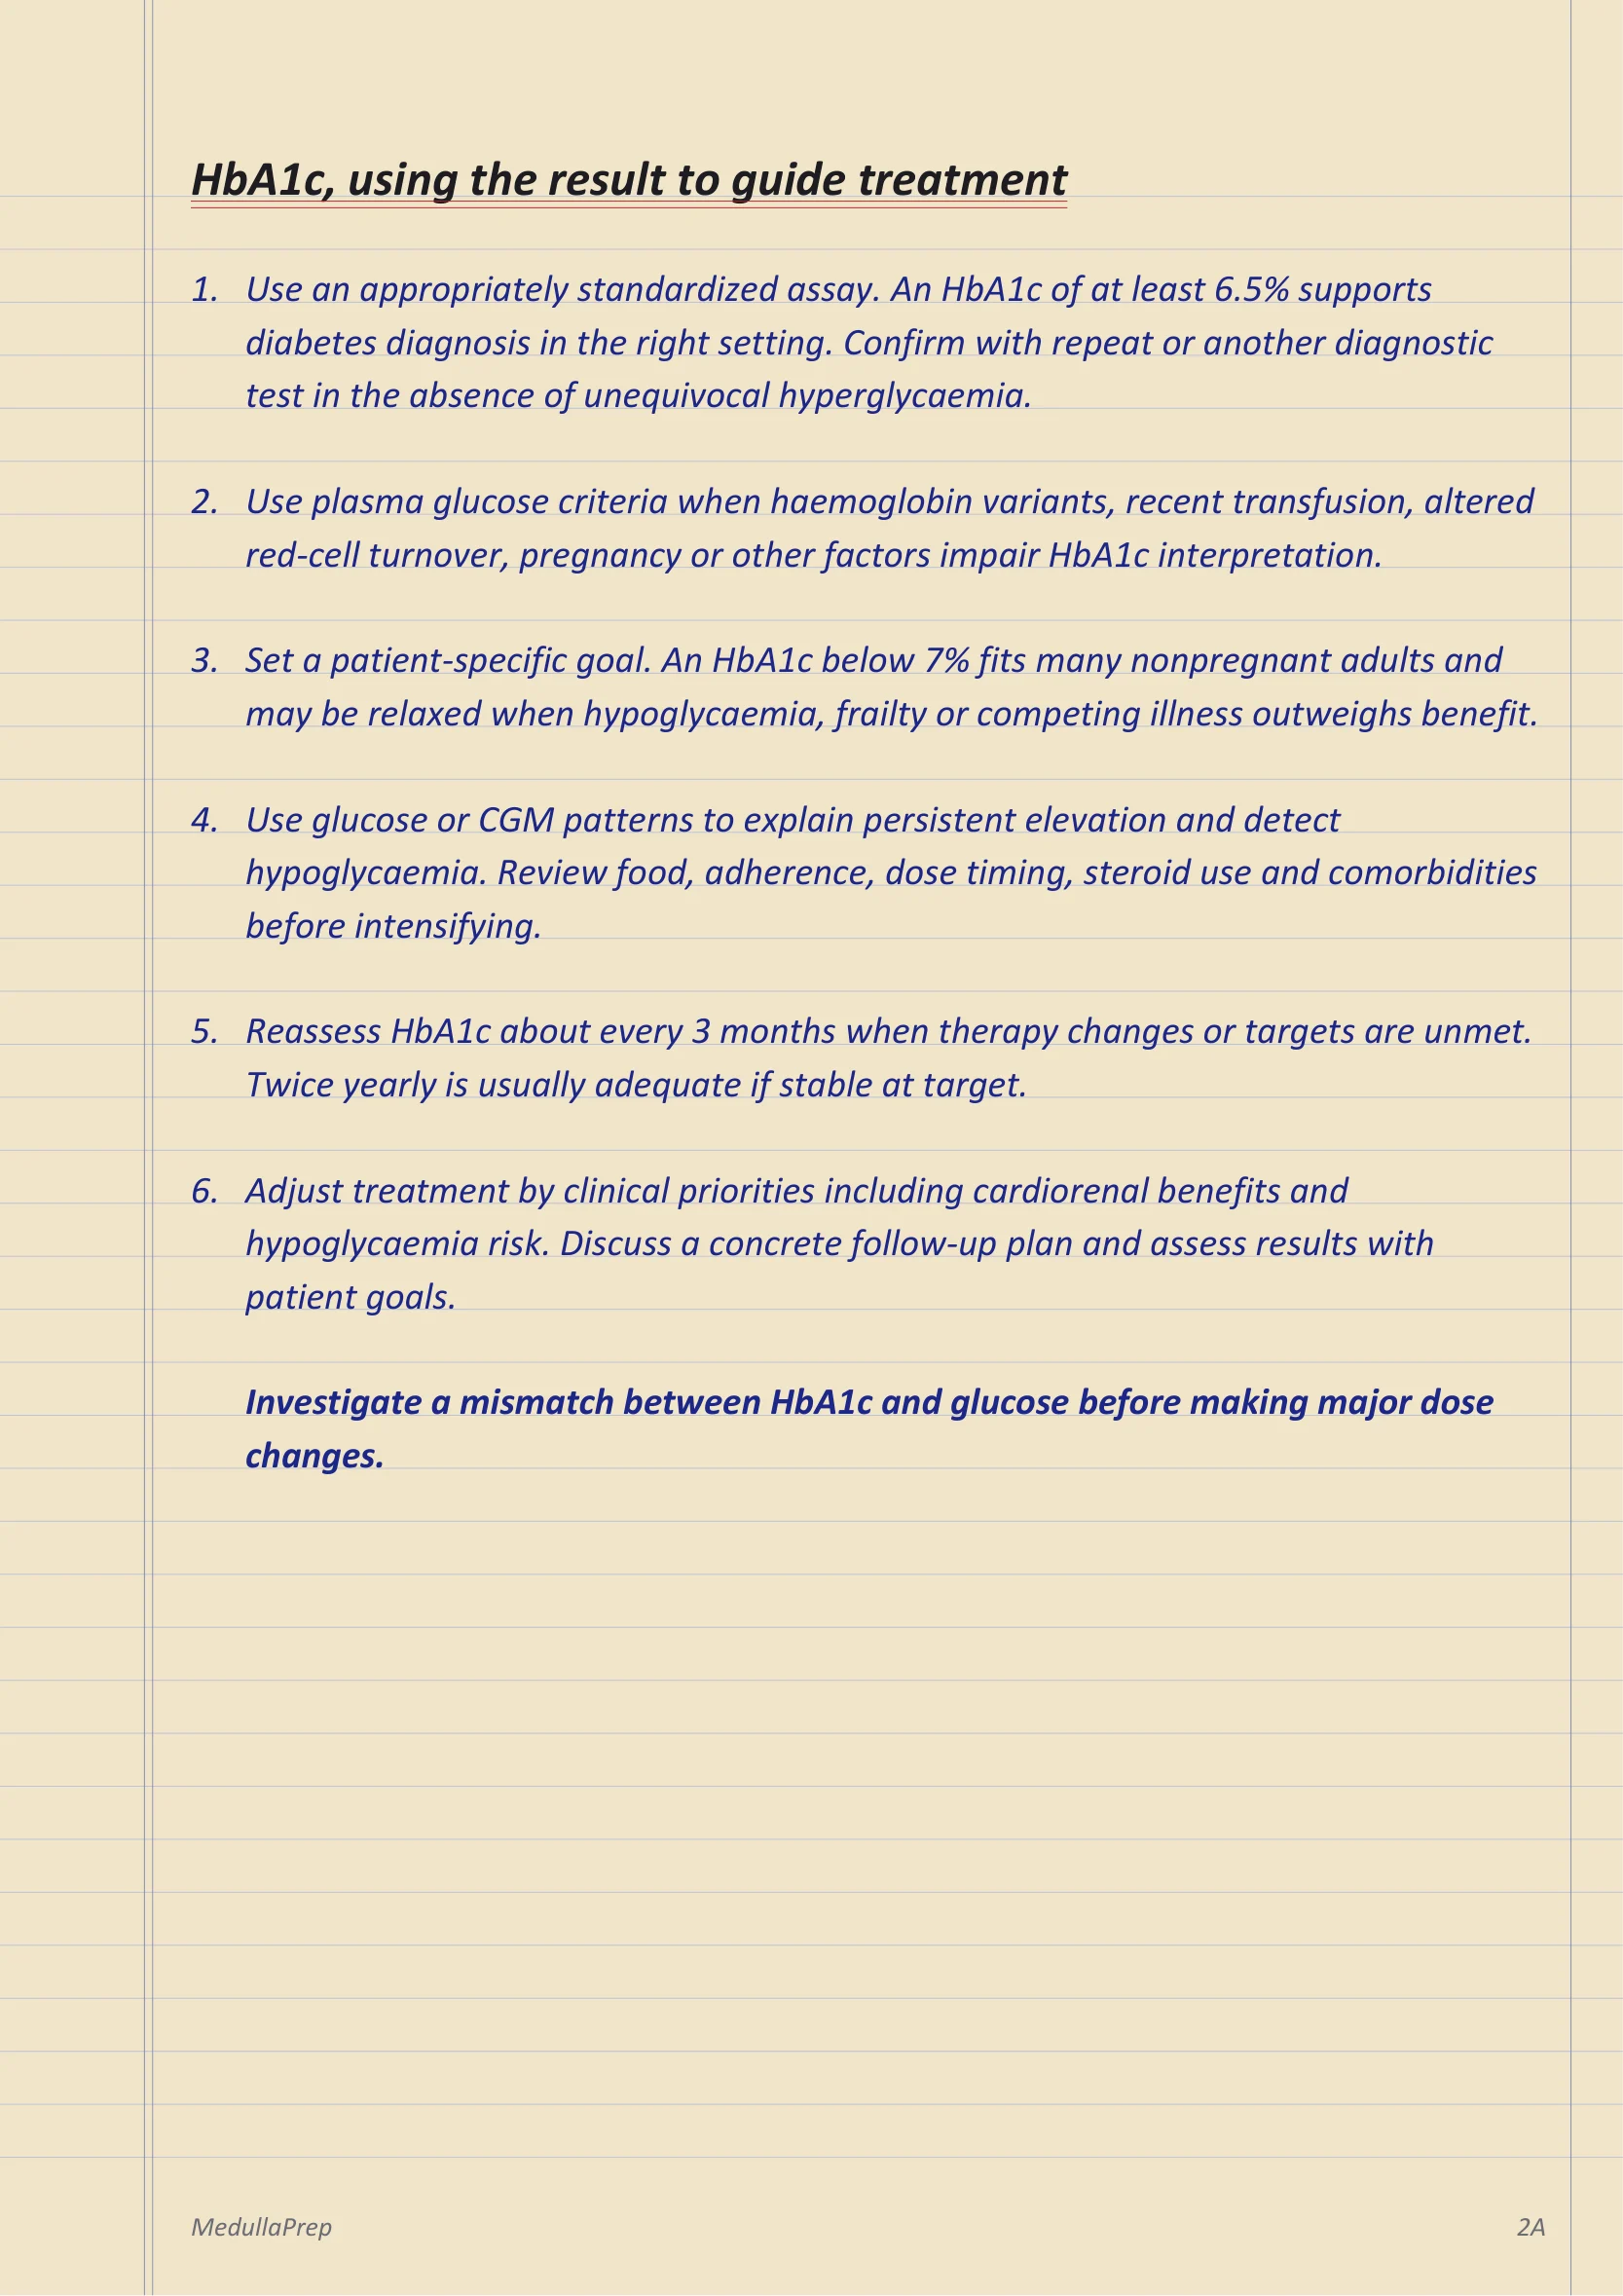 HbA1c, using the result to guide treatment
1. Use an appropriately standardized assay. An HbA1c of at least 6.5% supports
diabetes diagnosis in the right setting. Confirm with repeat or another diagnostic
test in the absence of unequivocal hyperglycaemia.
2. Use plasma glucose criteria when haemoglobin variants, recent transfusion, altered
red-cell turnover, pregnancy or other factors impair HbA1c interpretation.
3. Set a patient-specific goal. An HbA1c below 7% fits many nonpregnant adults and
may be relaxed when hypoglycaemia, frailty or competing illness outweighs benefit.
4. Use glucose or CGM patterns to explain persistent elevation and detect
hypoglycaemia. Review food, adherence, dose timing, steroid use and comorbidities
before intensifying.
5. Reassess HbA1c about every 3 months when therapy changes or targets are unmet.
Twice yearly is usually adequate if stable at target.
6. Adjust treatment by clinical priorities including cardiorenal benefits and
hypoglycaemia risk. Discuss a concrete follow-up plan and assess results with
patient goals.
Investigate a mismatch between HbA1c and glucose before making major dose
changes.
MedullaPrep
2A